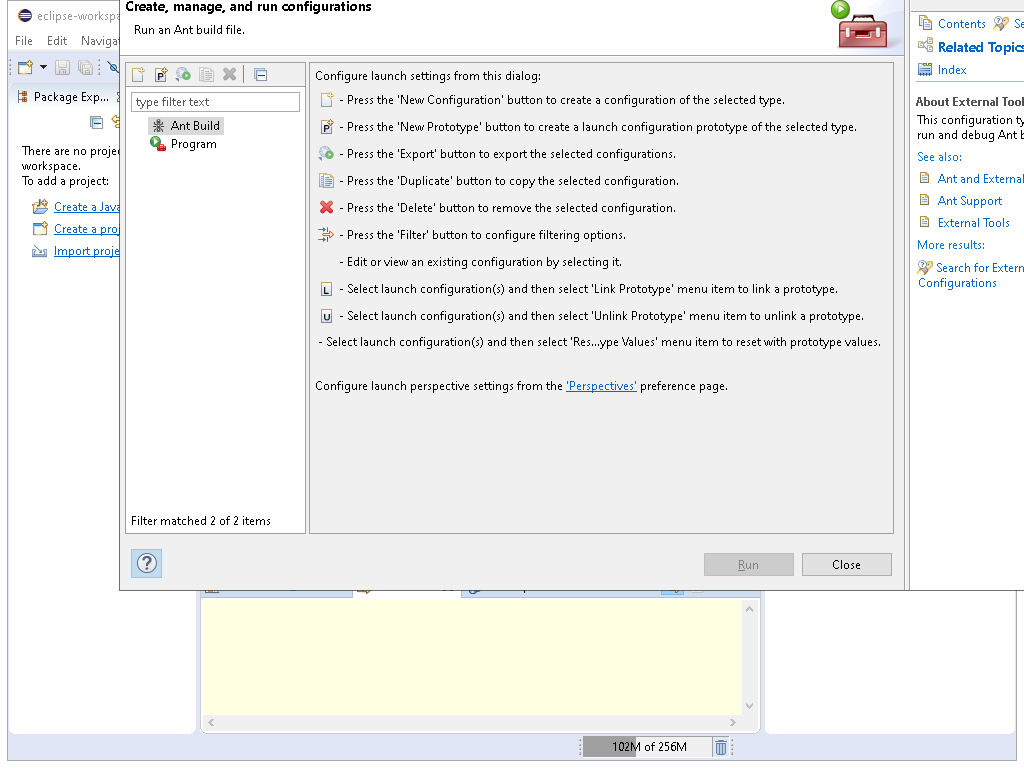 eclipse-workspa
File Edit Navigat
Package Exp...
There are no proje
workspace.
To add a project:
Create a Java
Create a proj
Import proje
Create, manage, and run configurations
Run an Ant build file.
type filter text
Ant Build
Program
Filter matched 2 of 2 items
Configure launch settings from this dialog:
- Press the 'New Configuration' button to create a configuration of the selected type.
P - Press the 'New Prototype' button to create a launch configuration prototype of the selected type.
- Press the 'Export' button to export the selected configurations.
- Press the 'Duplicate' button to copy the selected configuration.
- Press the 'Delete' button to remove the selected configuration.
- Press the 'Filter' button to configure filtering options.
- Edit or view an existing configuration by selecting it.
L - Select launch configuration(s) and then select 'Link Prototype' menu item to link a prototype.
U - Select launch configuration(s) and then select 'Unlink Prototype' menu item to unlink a prototype.
- Select launch configuration(s) and then select 'Res...ype Values' menu item to reset with prototype values.
Configure launch perspective settings from the 'Perspectives' preference page.
Run Close
Contents Se
Related Topics
Index
About External Tool
This configuration ty
run and debug Ant b
See also:
Ant and External
Ant Support
External Tools
More results:
Search for Extern
Configurations
102M of 256M